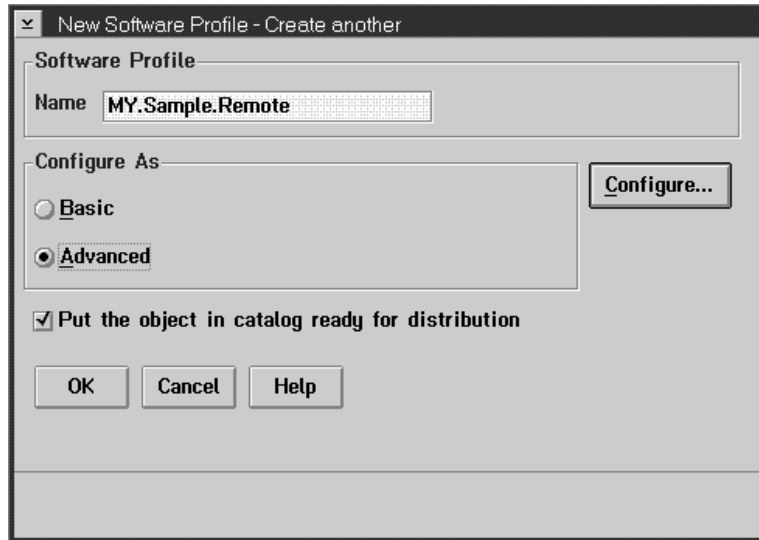 New Software Profile - Create another
Software Profile
Name MY.Sample.Remote
Configure As
Configure...
Basic
Advanced
Put the object in catalog ready for distribution
OK Cancel Help